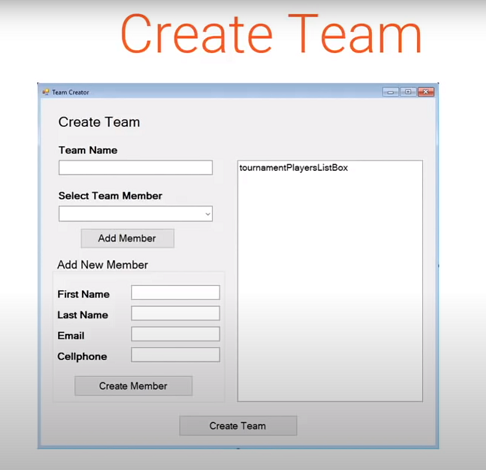 Create Team
Team Creator
Create Team
Team Name
tournamentPlayersListBox
Select Team Member
Add Member
Add New Member
First Name
Last Name
Email
Cellphone
Create Member
Create Team